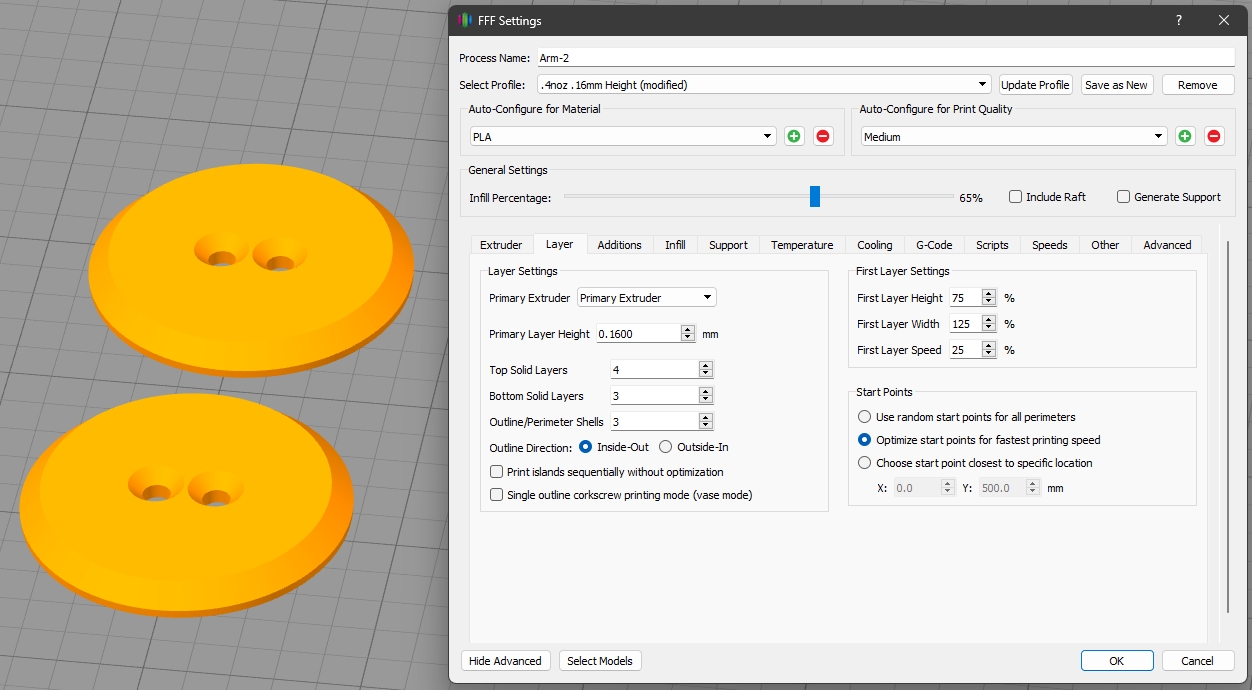 FFF Settings
?
Process Name: Arm-2
Select Profile: .4noz .16mm Height (modified) Update Profile Save as New Remove
Auto-Configure for Material Auto-Configure for Print Quality
PLA Medium
General Settings
Infill Percentage: 65% Include Raft Generate Support
Extruder Layer Additions Infill Support Temperature Cooling G-Code Scripts Speeds Other Advanced
Layer Settings
Primary Extruder Primary Extruder
Primary Layer Height 0.1600 mm
Top Solid Layers 4
Bottom Solid Layers 3
Outline/Perimeter Shells 3
Outline Direction: Inside-Out Outside-In
Print islands sequentially without optimization
Single outline corkscrew printing mode (vase mode)
First Layer Settings
First Layer Height 75 %
First Layer Width 125 %
First Layer Speed 25 %
Start Points
Use random start points for all perimeters
Optimize start points for fastest printing speed
Choose start point closest to specific location
X: 0.0 Y: 500.0 mm
Hide Advanced Select Models OK Cancel